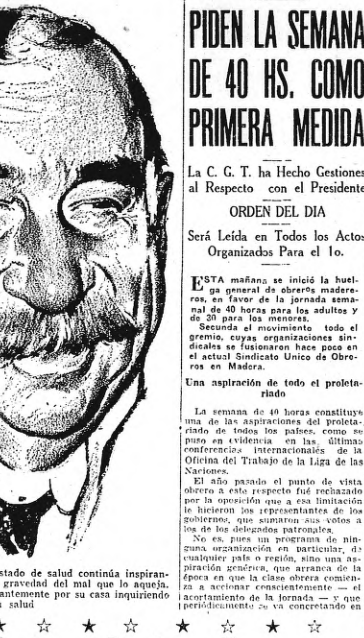 PIDEN LA SEMANA
DE 40 HS. COMO
PRIMERA MEDIDA
La C. G. T. ha Hecho Gestiones
al Respecto con el Presidente
ORDEN DEL DIA
Será Leída en Todos los Actos
Organizados Para el 1o.
ESTA mañana se inició la huel-
ga general de obreros madere-
ros, en favor de la jornada sema-
nal de 40 horas para los adultos y
de 30 para los menores.
Secunda el movimiento todo el
gremio, cuyas organizaciones sin-
dicales se fusionaron hace poco en
el actual Sindicato Unico de Obre-
ros en Madera.
Una aspiración de todo el proleta-
riado
La semana de 40 horas constituye
una de las aspiraciones del proleta-
riado de todos los países, como se
puso en evidencia en las últimas
conferencias internacionales de la
Oficina del Trabajo de la Liga de las
Naciones.
El año pasado el punto de vista
obrero a este respecto fué rechazado
por la oposición que a esa limitación
le hicieron los representantes de los
gobiernos, que sumaron sus votos a
los de los delegados patronales.
No es, pues un programa de nin-
guna organización en particular, de
cualquier país o región, sino una as-
piración genérica, que arranca de la
época en que la clase obrera comien-
za a accionar conscientemente — el
acortamiento de la jornada — y que
periódicamente se va concretando en
stado de salud continúa inspiran-
gravedad del mal que lo aqueja.
antemente por su casa inquiriendo
salud